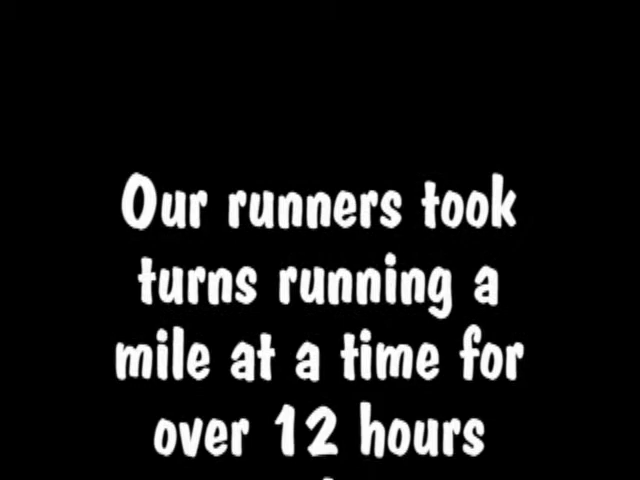 Our runners took
turns running a
mile at a time for
over 12 hours